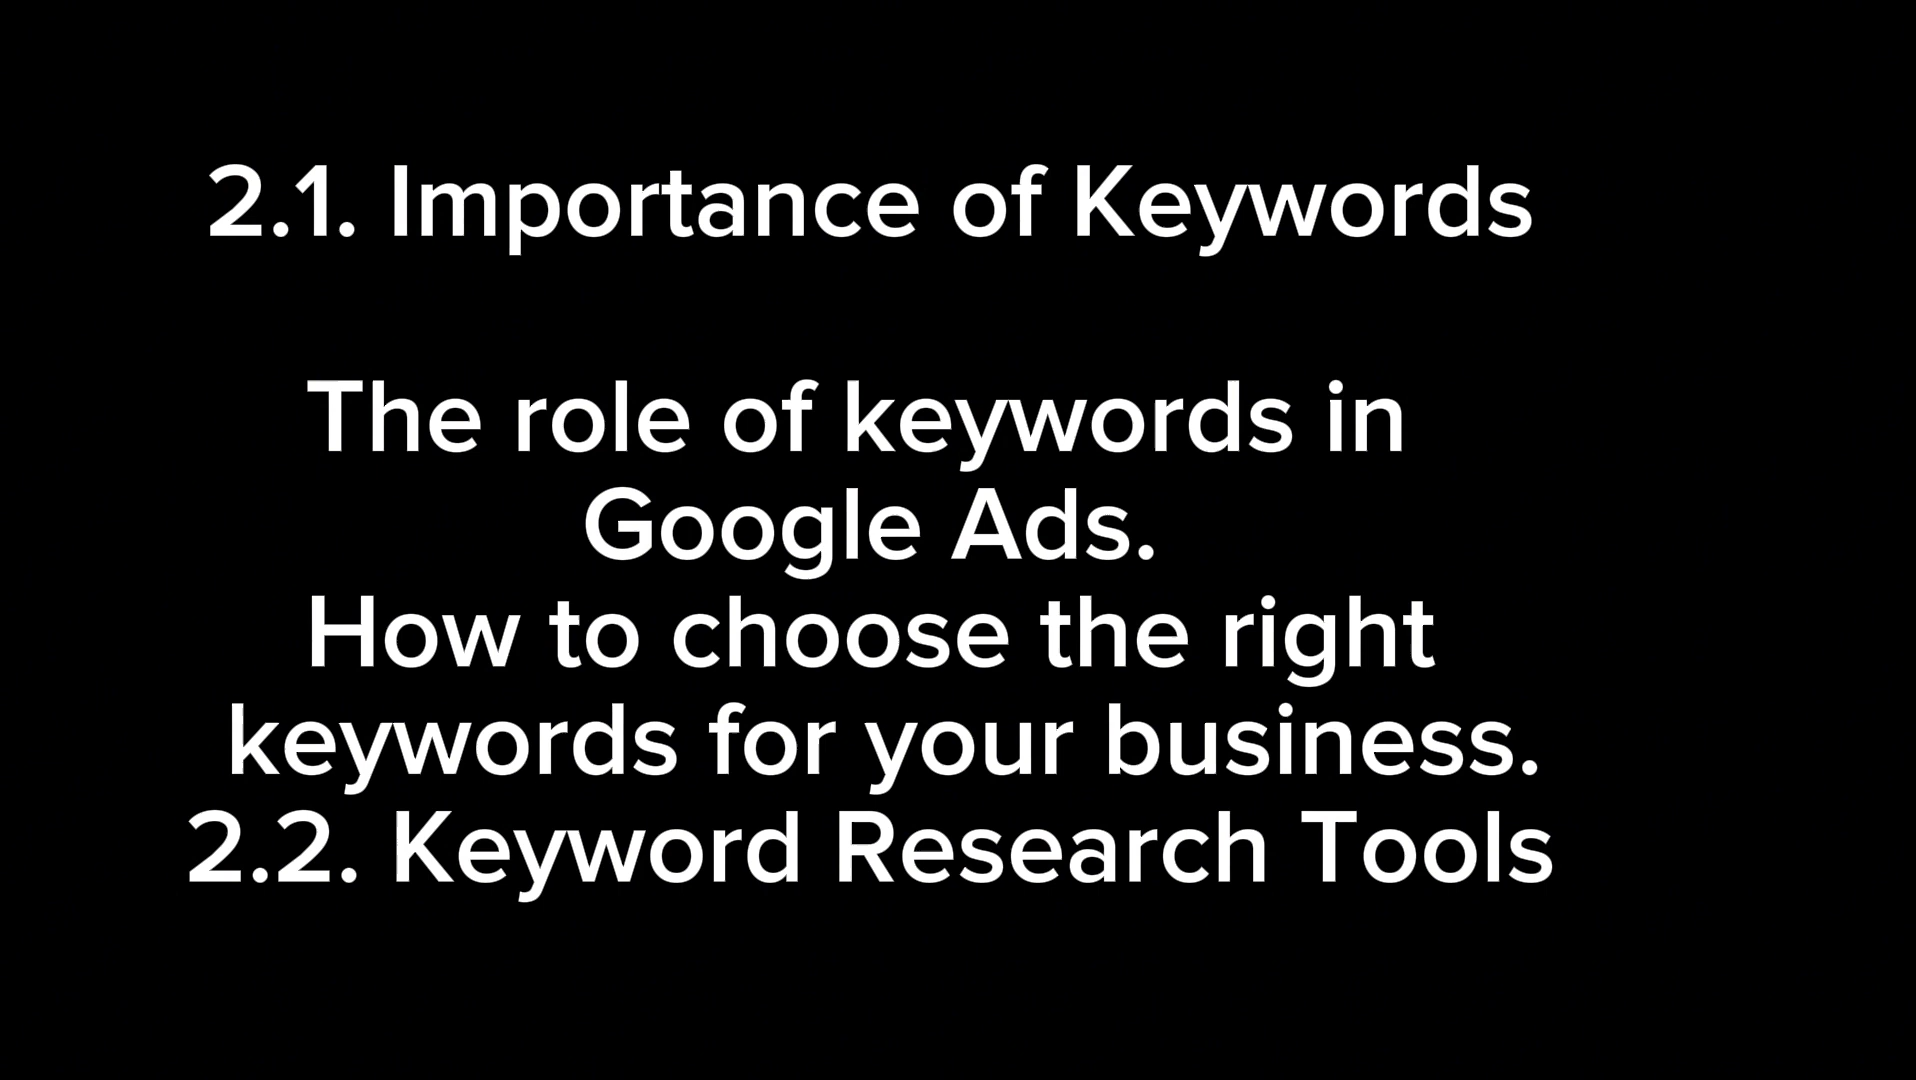 2.1. Importance of Keywords
The role of keywords in
Google Ads.
How to choose the right
keywords for your business.
2.2. Keyword Research Tools